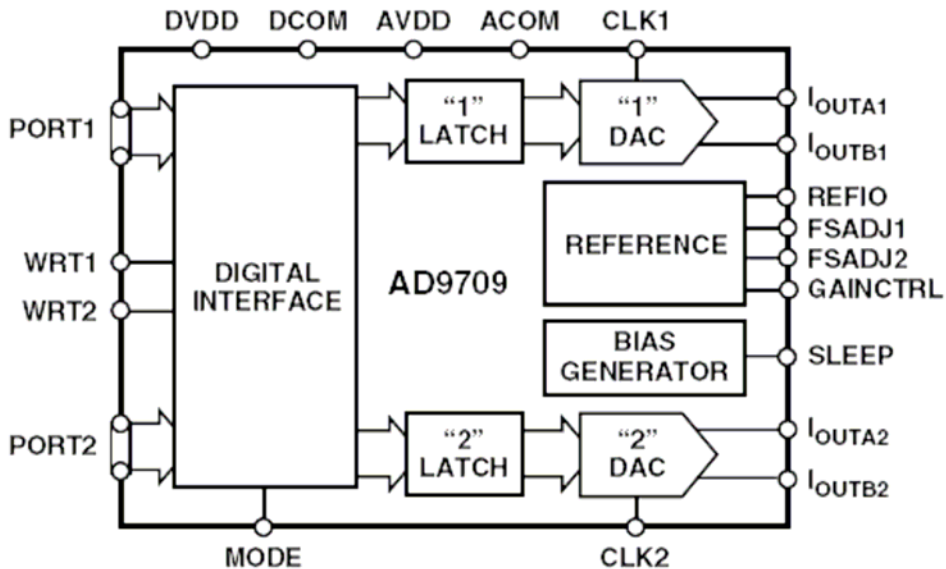 DVDD DCOM AVDD ACOM CLK1
PORT1
"1"
LATCH
"1"
DAC
IOUTA1
IOUTB1
REFIO
FSADJ1
FSADJ2
GAINCTRL
REFERENCE
WRT1
WRT2
DIGITAL
INTERFACE
AD9709
BIAS
GENERATOR
SLEEP
PORT2
"2"
LATCH
"2"
DAC
IOUTA2
IOUTB2
MODE CLK2